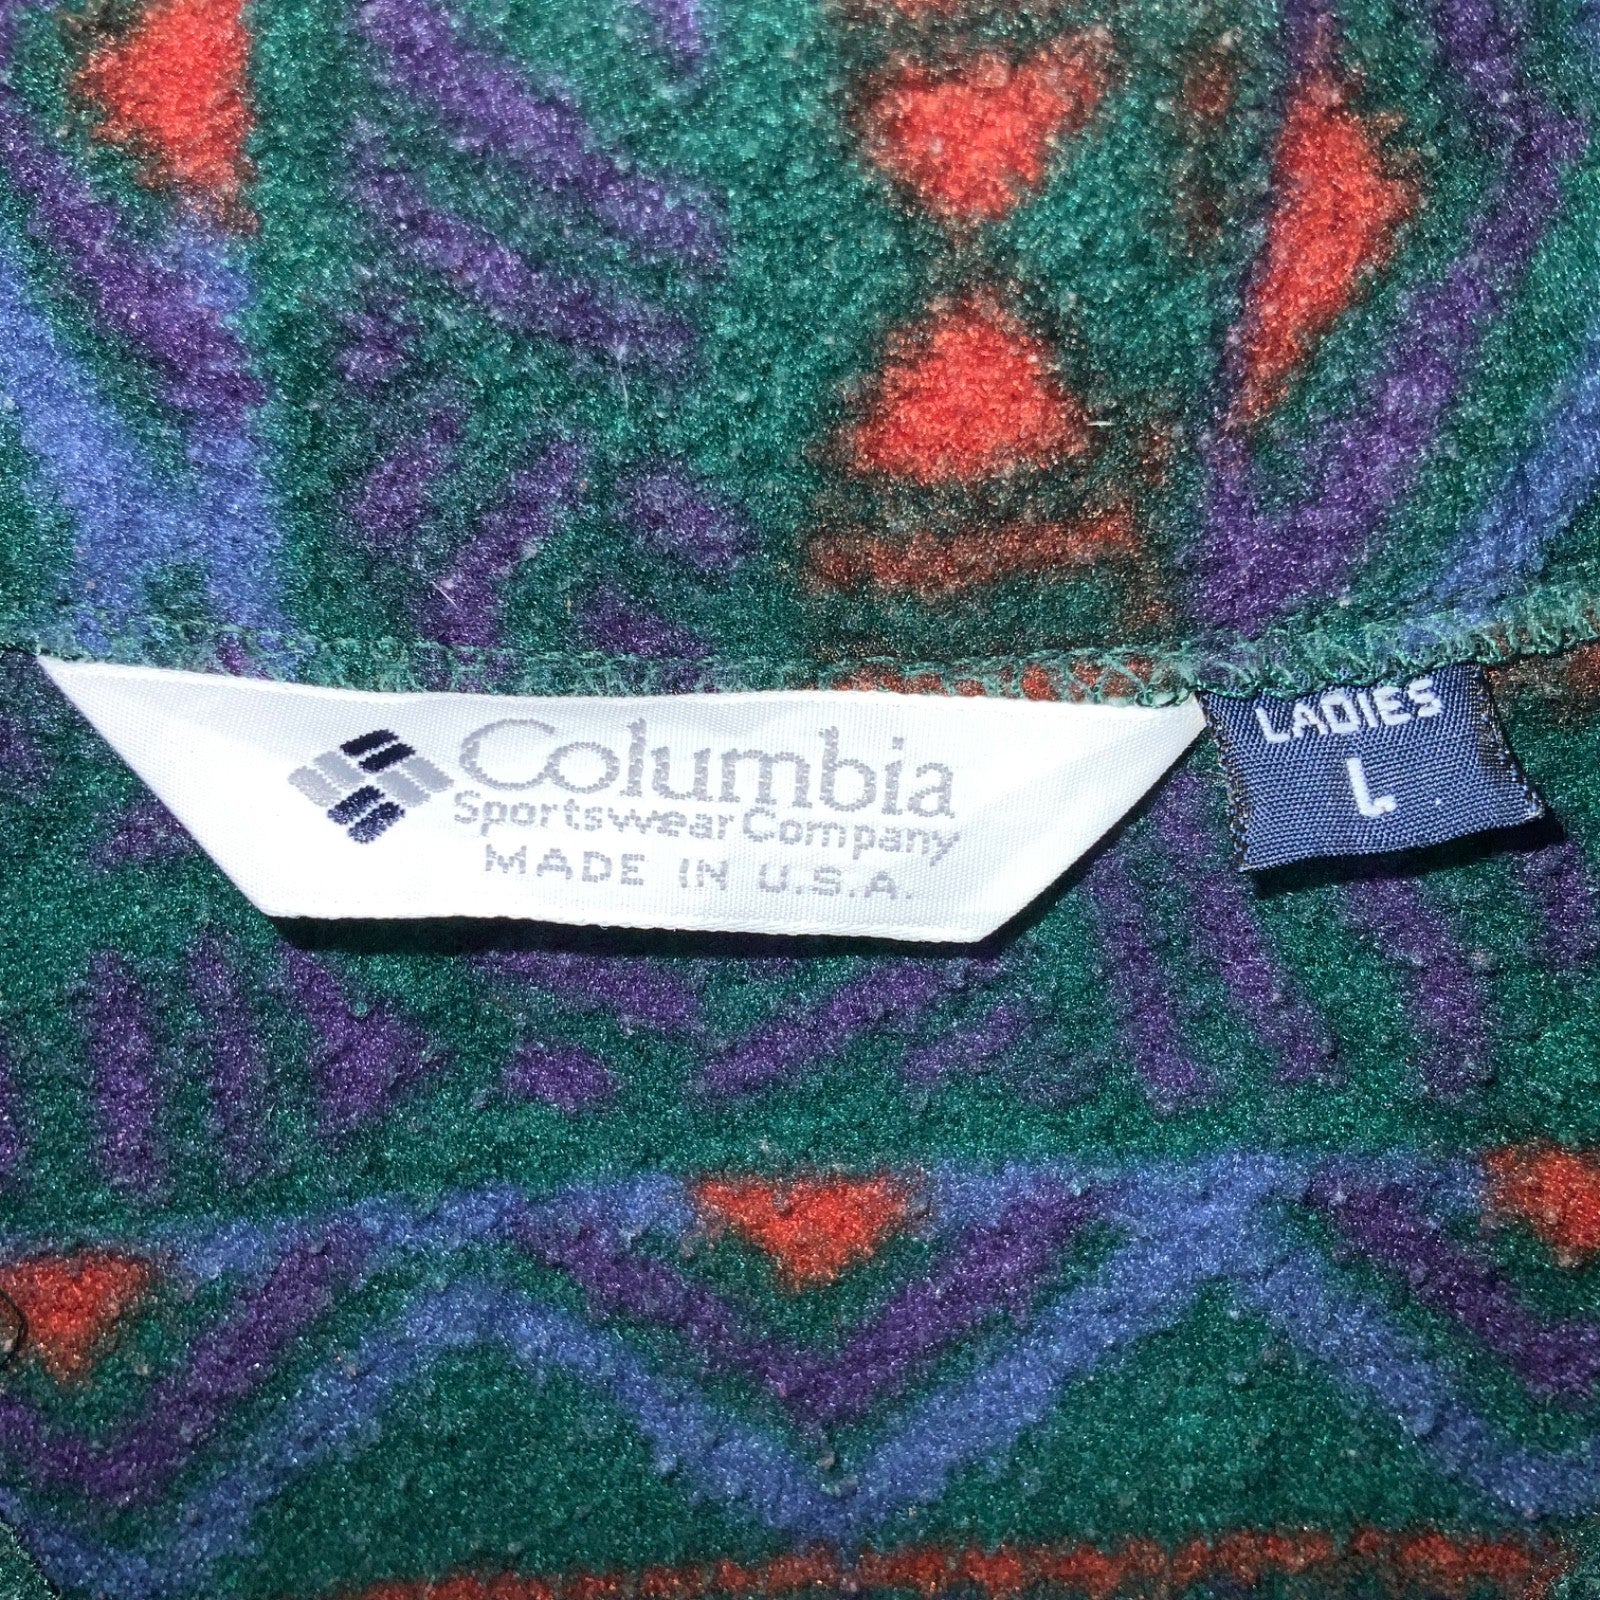 Columbia
Sportswear Company
MADE IN U.S.A.
LADIES
L